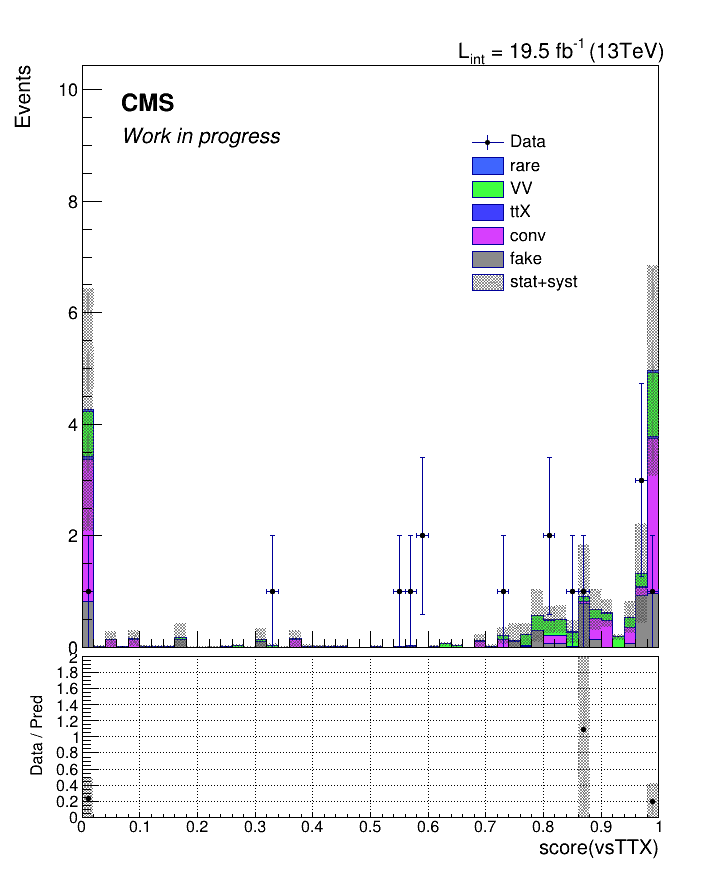 L_int = 19.5 fb^-1 (13TeV)
Events
CMS
Work in progress
Data
rare
VV
ttX
conv
fake
stat+syst
10
8
6
4
2
0
2
1.8
1.6
1.4
1.2
1
0.8
0.6
0.4
0.2
0
Data / Pred
0 0.1 0.2 0.3 0.4 0.5 0.6 0.7 0.8 0.9 1
score(vsTTX)